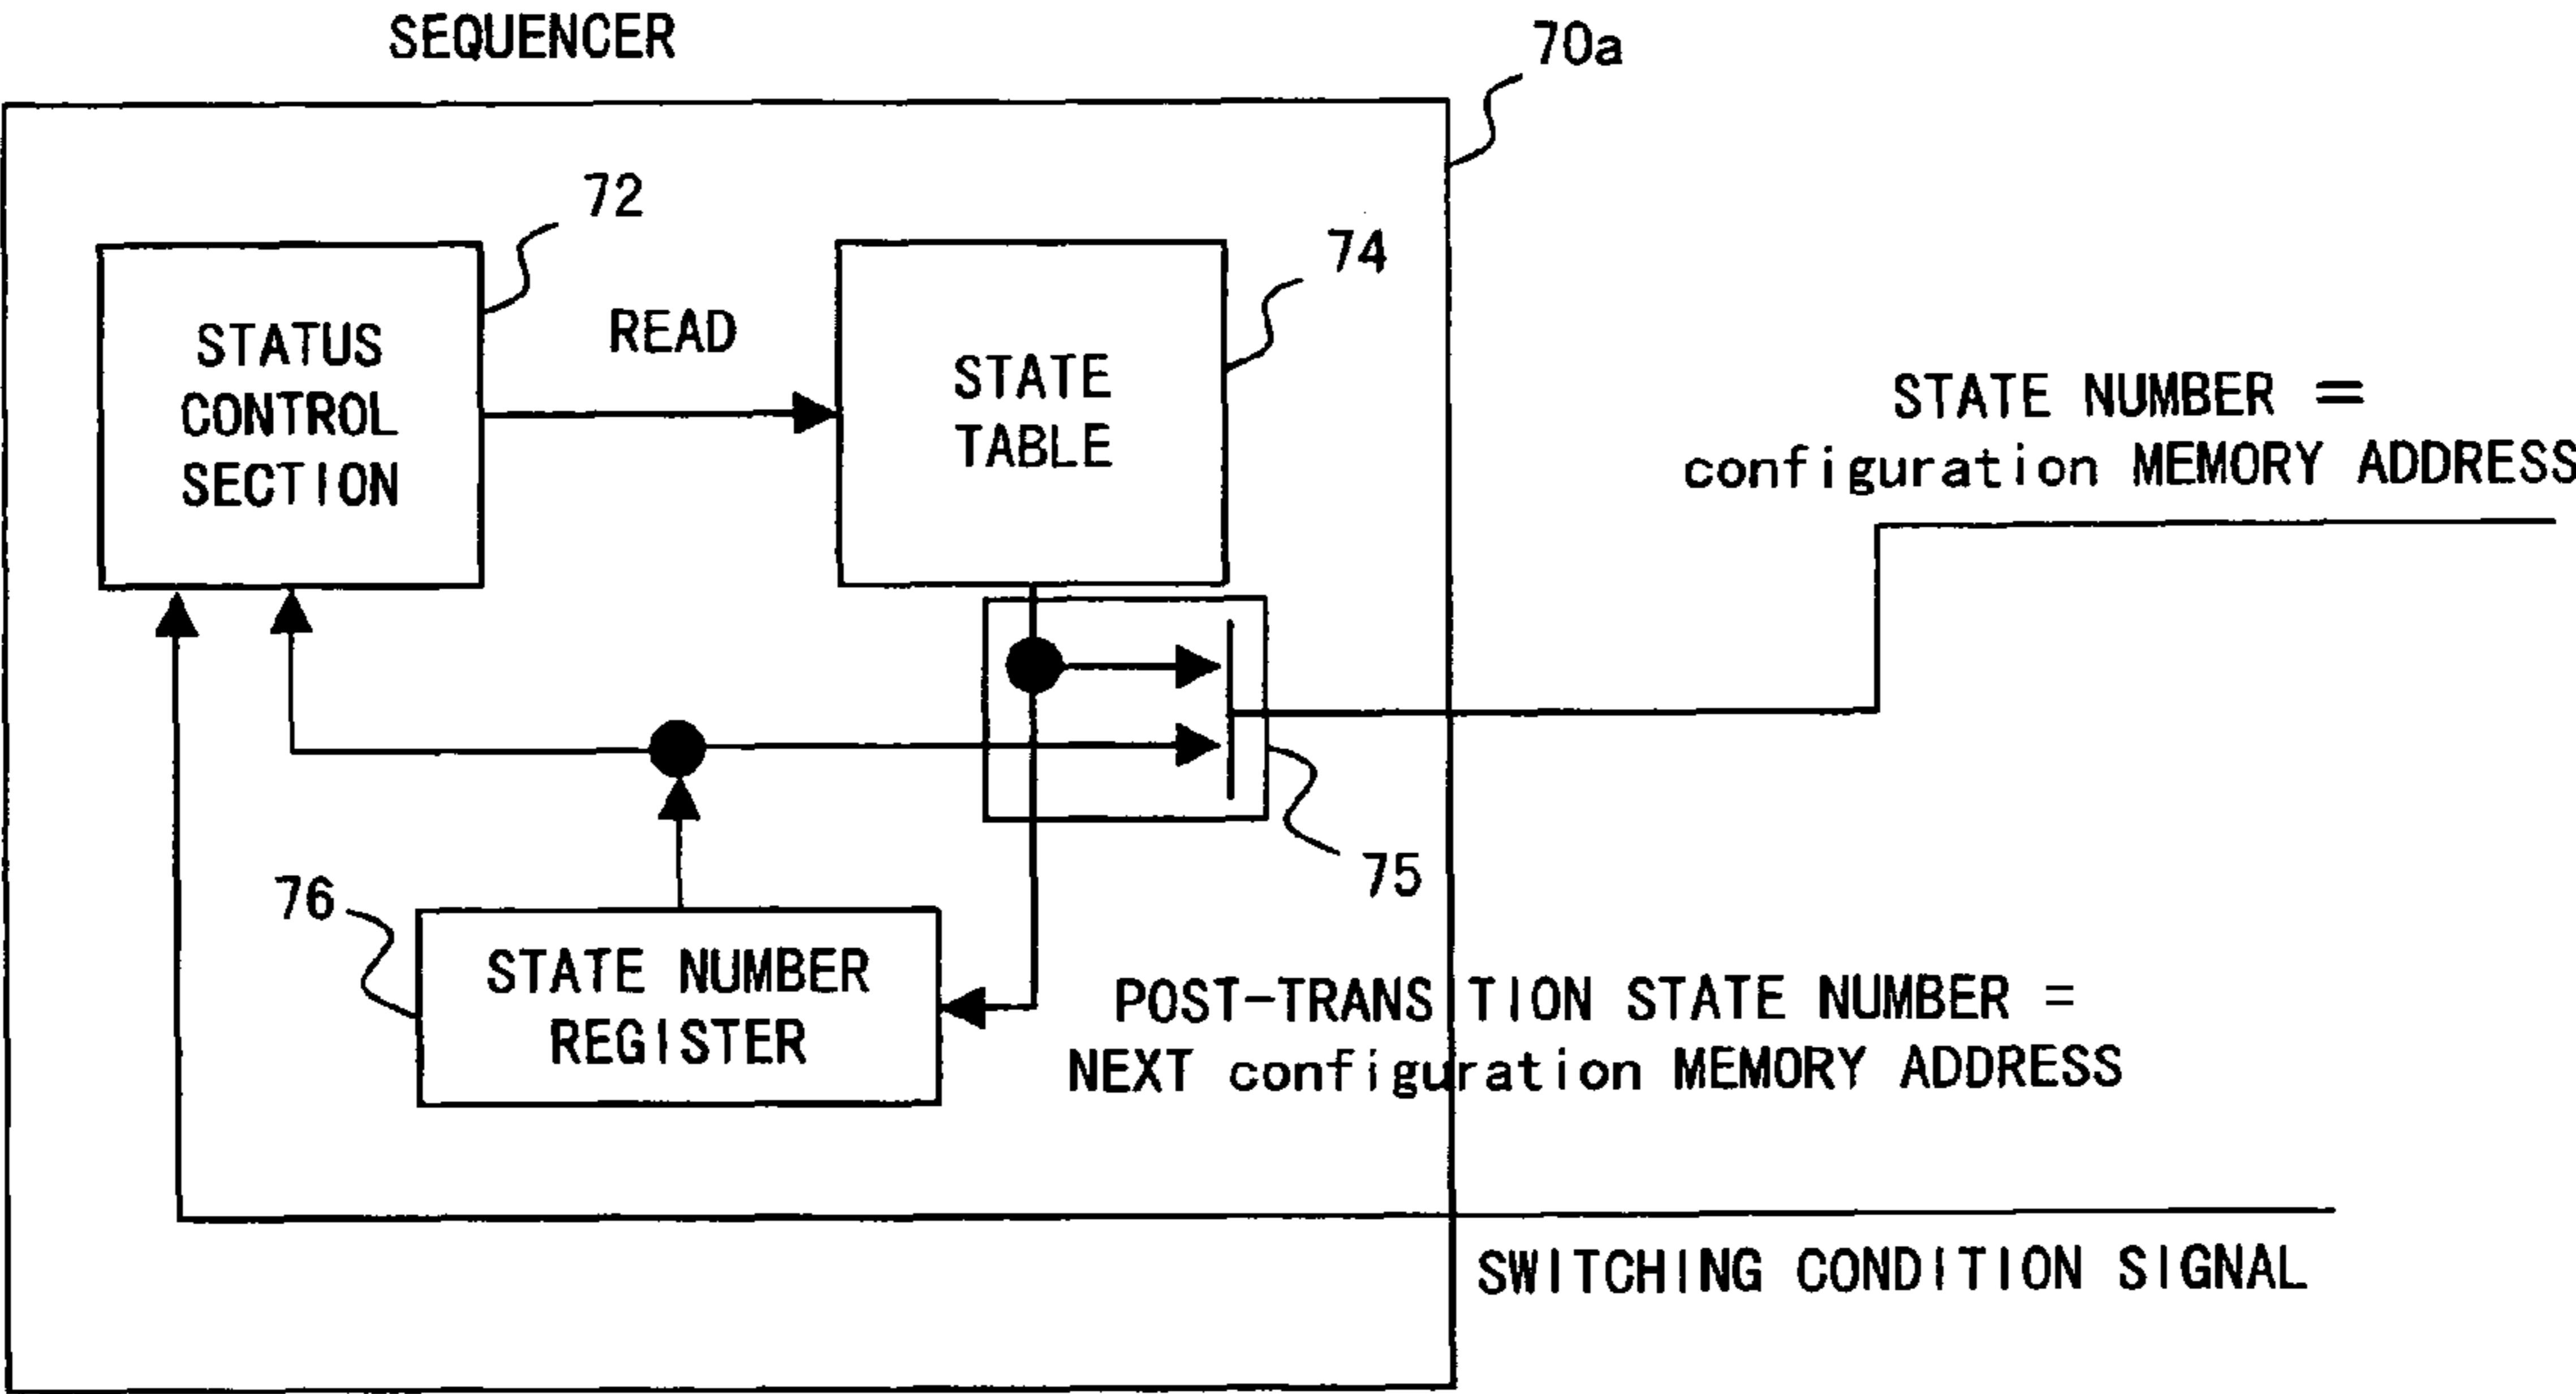 SEQUENCER
70a
72
74
STATUS
CONTROL
SECTION
READ
STATE
TABLE
STATE NUMBER =
configuration MEMORY ADDRESS
75
76
STATE NUMBER
REGISTER
POST-TRANSITION STATE NUMBER =
NEXT configuration MEMORY ADDRESS
SWITCHING CONDITION SIGNAL